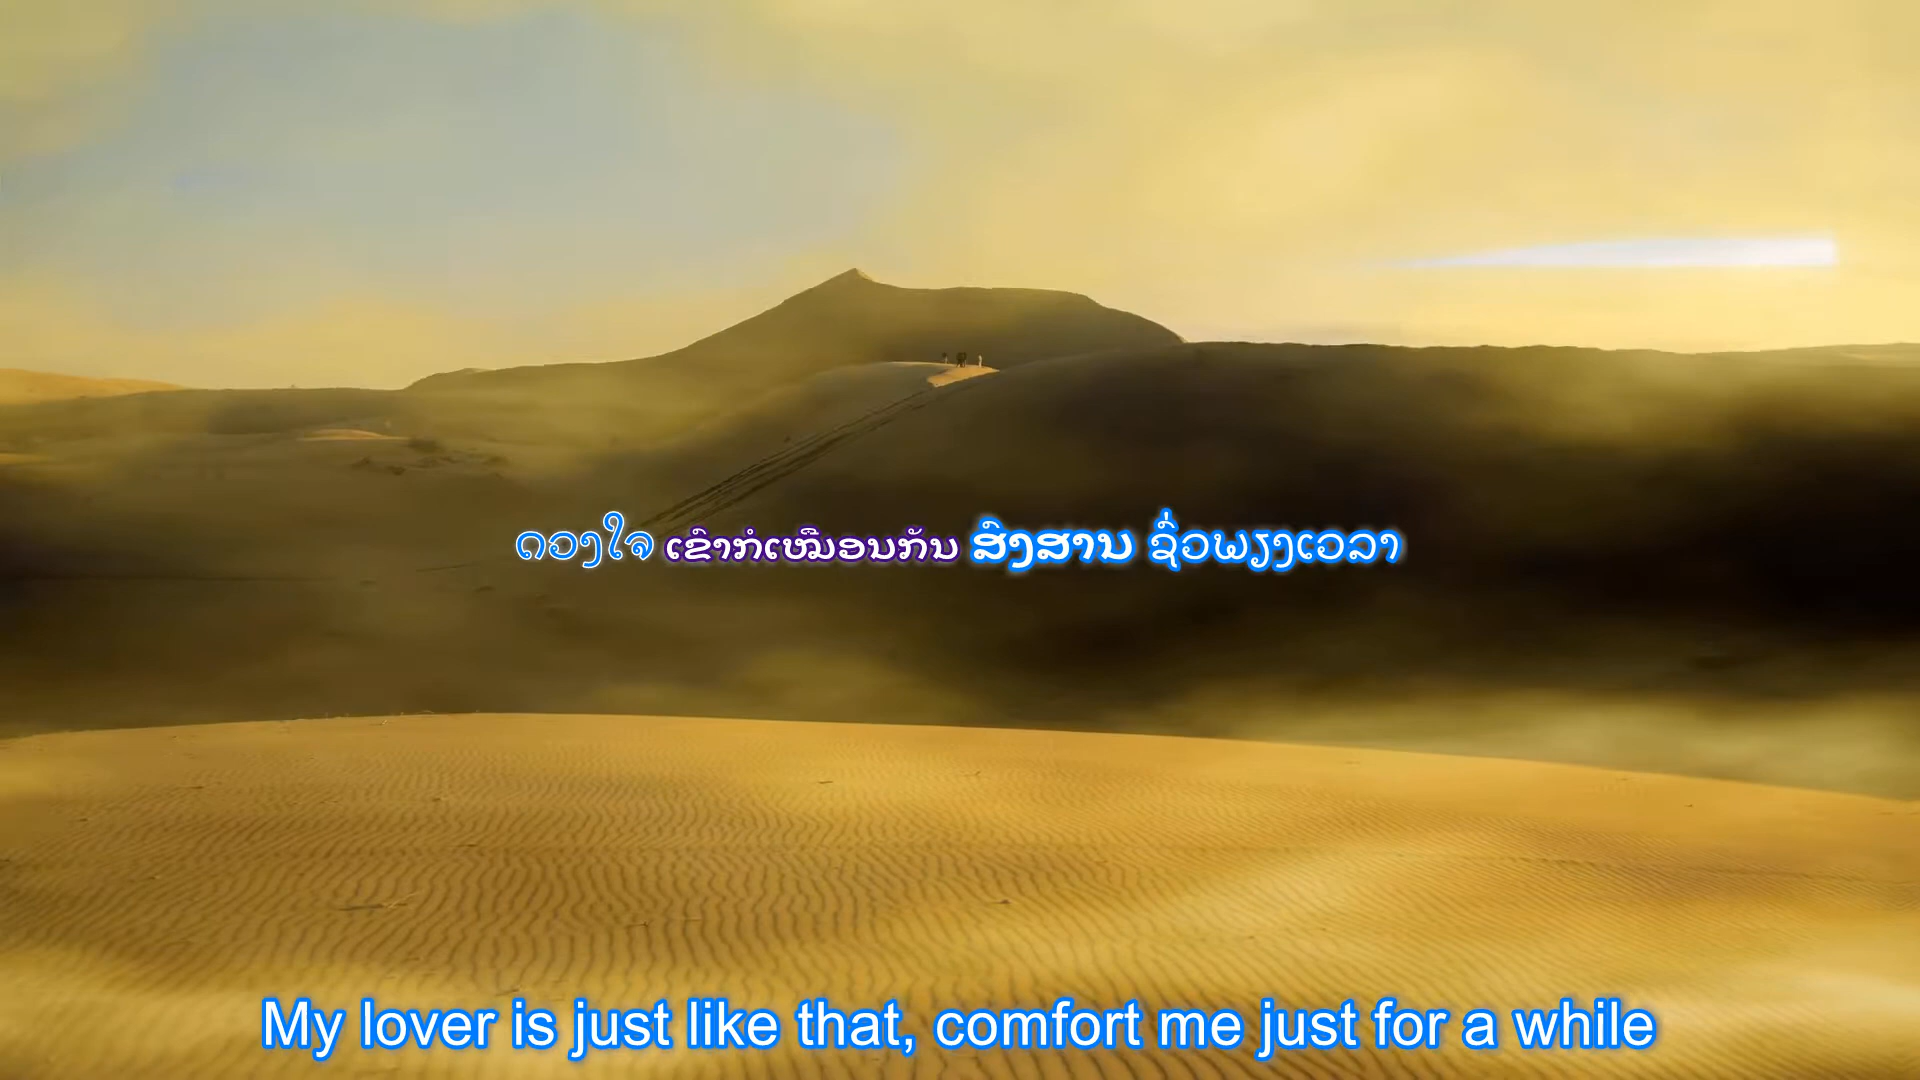 ດວງໃຈ ເຂົາກໍເໝືອນກັນ ສົງສານ ຊົ່ວພຽງເວລາ
My lover is just like that, comfort me just for a while